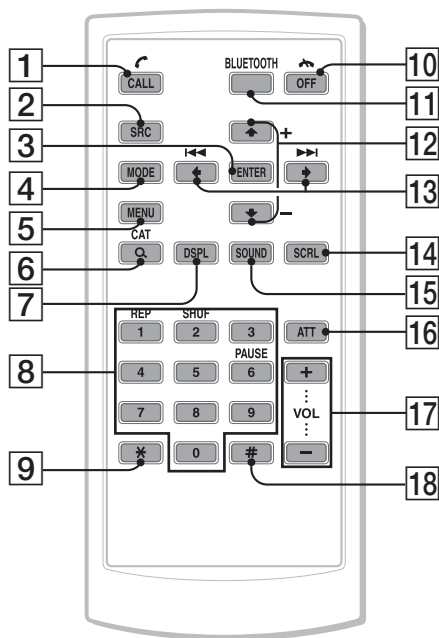 1 CALL BLUETOOTH OFF 10
11
2 SRC + 12
3 ENTER
4 MODE 13
5 MENU −
CAT
6 DSPL SOUND SCRL 14
7 15
REP SHUF
1 2 3 ATT 16
PAUSE
8 4 5 6 + 17
VOL
7 8 9 −
9 * 0 # 18